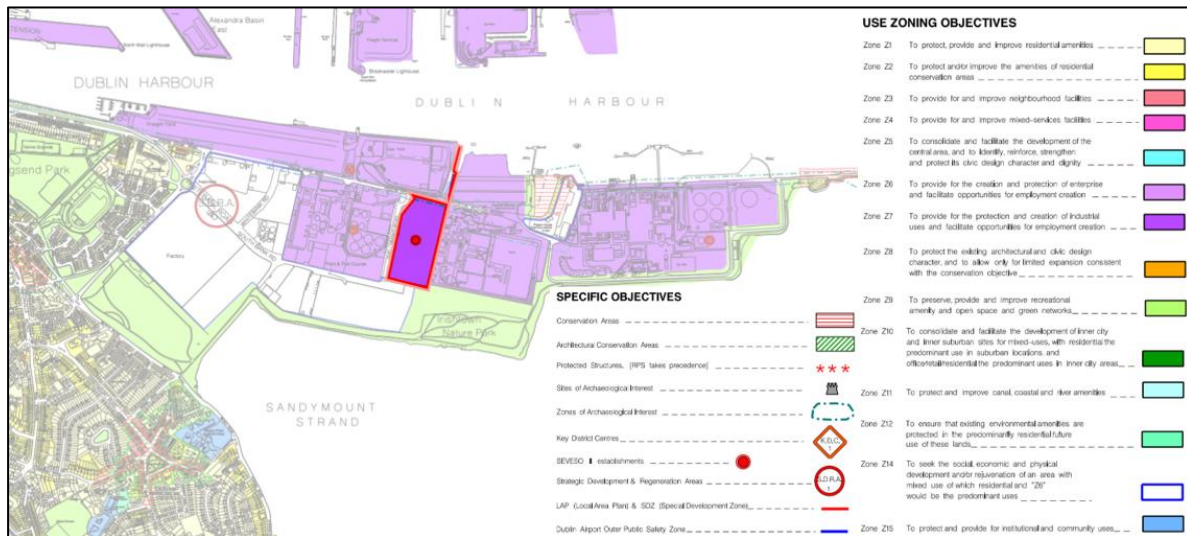 Alexandra Basin
East
DUBLIN HARBOUR
DUBLIN HARBOUR
Factory
Irishtown
Nature Park
SANDYMOUNT
STRAND
SPECIFIC OBJECTIVES
Conservation Areas
Architectural Conservation Areas
Protected Structures, (RPS takes precedence)
Sites of Archaeological Interest
Zones of Archaeological Interest
Key District Centres
K.D.C.
1
SEVESO II establishments
Strategic Development & Regeneration Areas
S.D.R.A.
1
LAP (Local Area Plan) & SDZ (Special Development Zone)
Dublin Airport Outer Public Safety Zone
USE ZONING OBJECTIVES
Zone Z1 To protect, provide and improve residential amenities
Zone Z2 To protect and/or improve the amenities of residential
conservation areas
Zone Z3 To provide for and improve neighbourhood facilities
Zone Z4 To provide for and improve mixed-services facilities
Zone Z5 To consolidate and facilitate the development of the
central area, and to identify, reinforce, strengthen
and protect its civic design character and dignity
Zone Z6 To provide for the creation and protection of enterprise
and facilitate opportunities for employment creation
Zone Z7 To provide for the protection and creation of industrial
uses and facilitate opportunities for employment creation
Zone Z8 To protect the existing architectural and civic design
character, and to allow only for limited expansion consistent
with the conservation objective
Zone Z9 To preserve, provide and improve recreational
amenity and open space and green networks
Zone Z10 To consolidate and facilitate the development of inner city
and inner suburban sites for mixed-uses, with residential the
predominant use in suburban locations and
office/retail/residential the predominant uses in inner city areas
Zone Z11 To protect and improve canal, coastal and river amenities
Zone Z12 To ensure that existing environmental amenities are
protected in the predominantly residential future
use of these lands
Zone Z14 To seek the social, economic and physical
development and/or rejuvenation of an area with
mixed use of which residential and "Z6"
would be the predominant uses
Zone Z15 To protect and provide for institutional and community uses